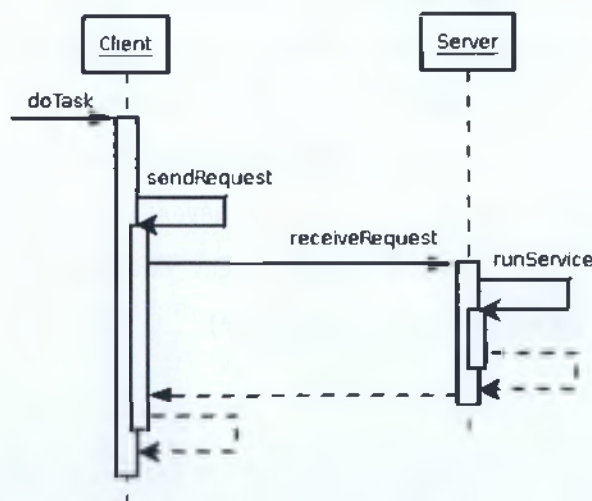 Client
Server
doTask
sendRequest
receiveRequest
runService